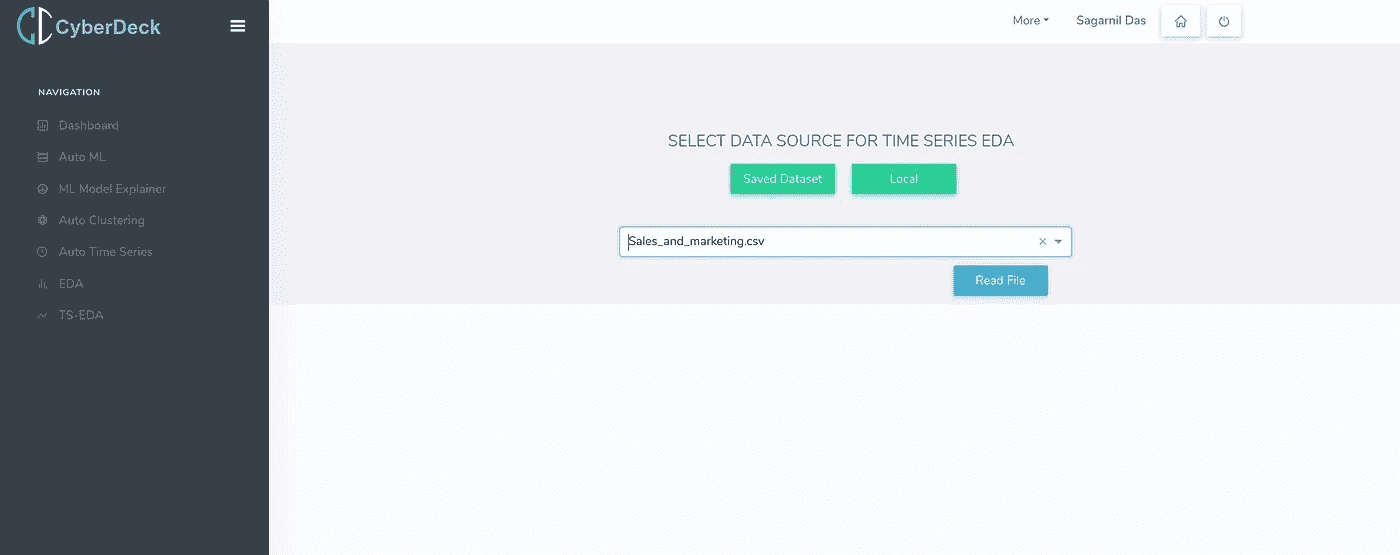 CyberDeck
More
Sagarnil Das
NAVIGATION
Dashboard
Auto ML
ML Model Explainer
Auto Clustering
Auto Time Series
EDA
TS-EDA
SELECT DATA SOURCE FOR TIME SERIES EDA
Saved Dataset
Local
Sales_and_marketing.csv
Read File